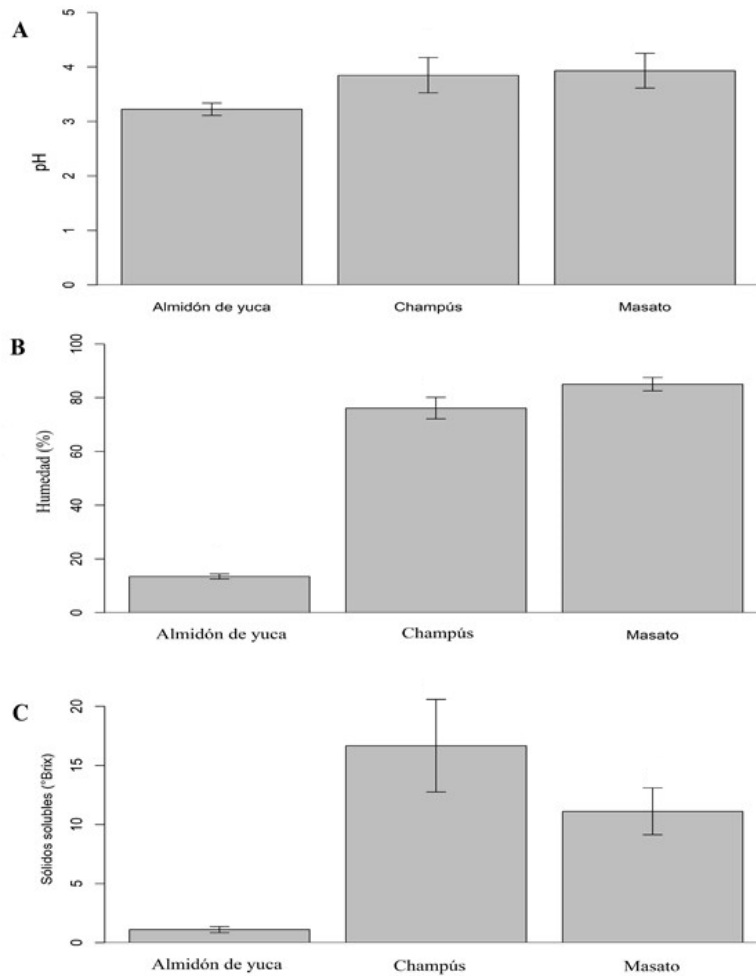 A
pH
5
4
3
2
1
0
Almidón de yuca Champús Masato
B
Humedad (%)
100
80
60
40
20
0
Almidón de yuca Champús Masato
C
Sólidos solubles (°Brix)
20
15
10
5
0
Almidón de yuca Champús Masato